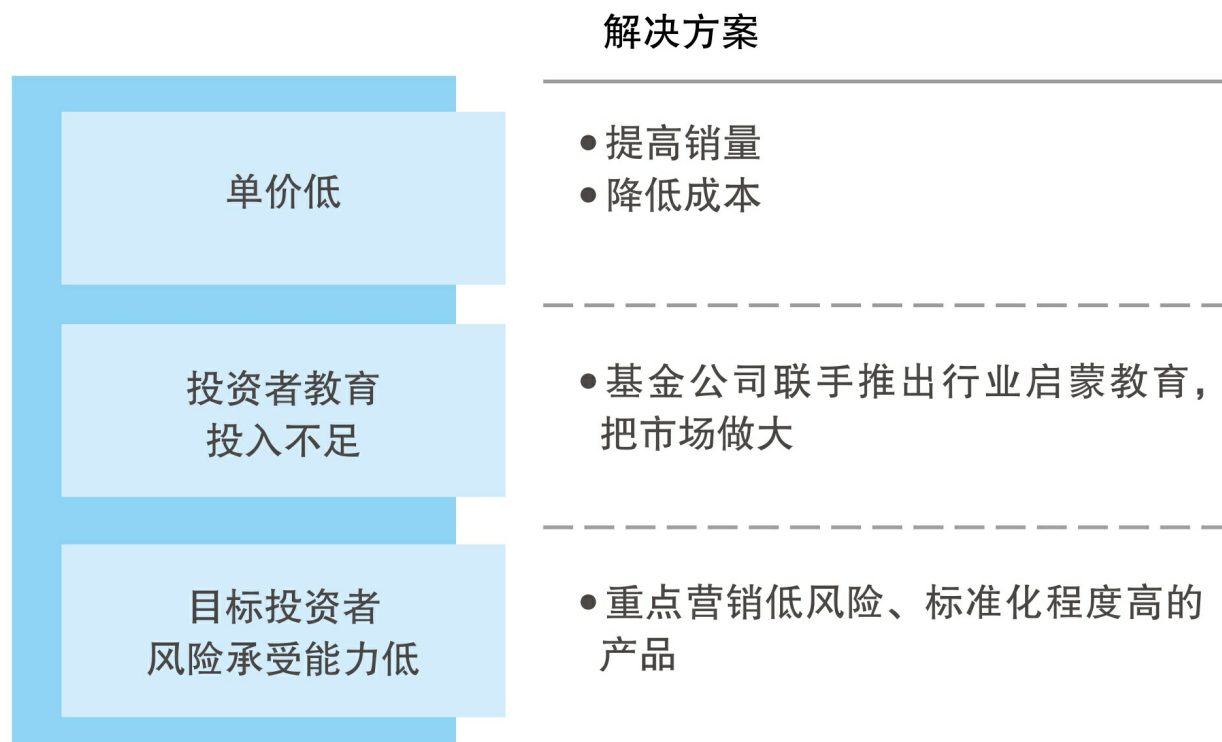 解决方案
单价低
•提高销量
•降低成本
投资者教育
投入不足
•基金公司联手推出行业启蒙教育，
把市场做大
目标投资者
风险承受能力低
•重点营销低风险、标准化程度高的
产品